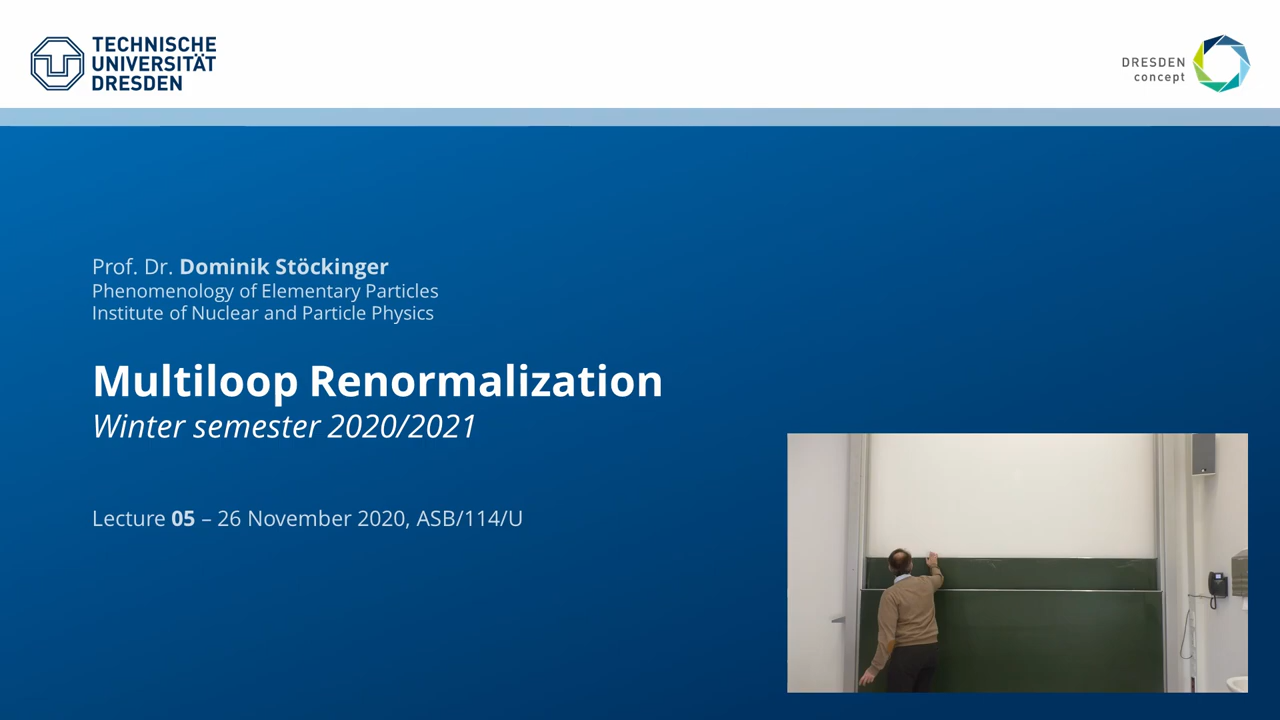 TECHNISCHE
UNIVERSITÄT
DRESDEN
DRESDEN
concept
Prof. Dr. Dominik Stöckinger
Phenomenology of Elementary Particles
Institute of Nuclear and Particle Physics
Multiloop Renormalization
Winter semester 2020/2021
Lecture 05 – 26 November 2020, ASB/114/U